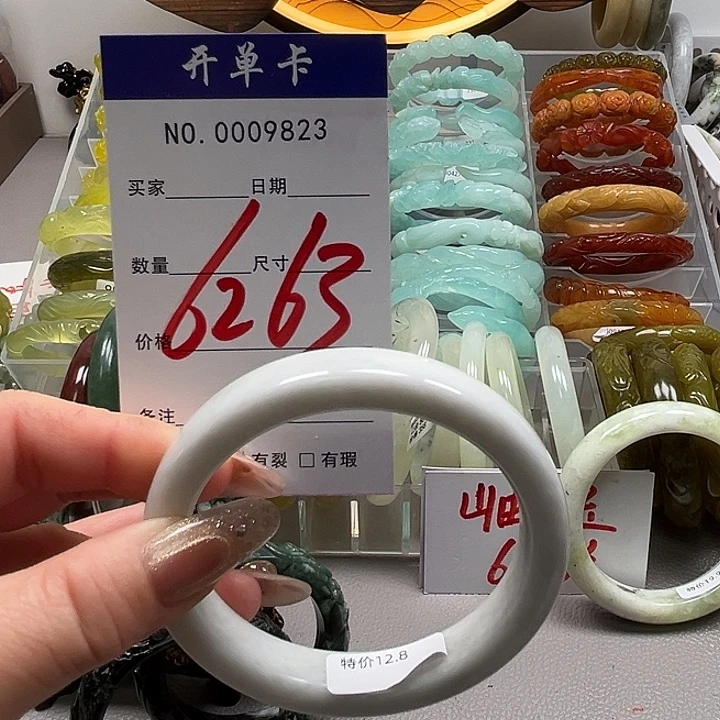 开单卡
NO. 0009823
买家 日期
数量 尺寸
6263
价格
备注
有裂 □ 有瑕
特价12.8